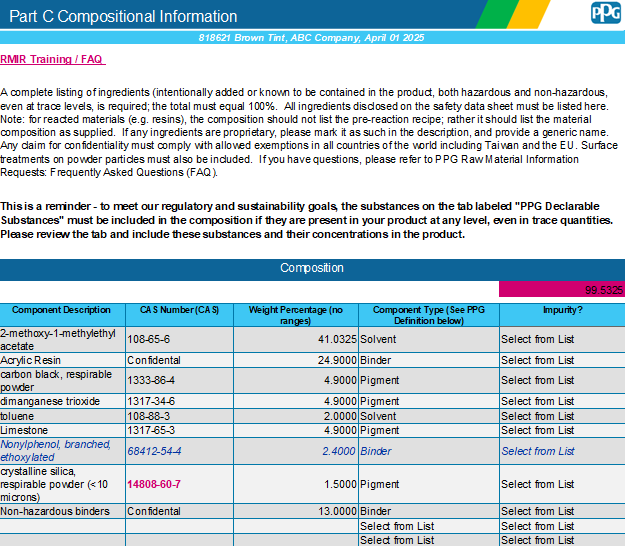 Part C Compositional Information
PPG
818621 Brown Tint, ABC Company, April 01 2025
RMIR Training / FAQ
A complete listing of ingredients (intentionally added or known to be contained in the product, both hazardous and non-hazardous,
even at trace levels, is required; the total must equal 100%. All ingredients disclosed on the safety data sheet must be listed here.
Note: for reacted materials (e.g. resins), the composition should not list the pre-reaction recipe; rather it should list the material
composition as supplied. If any ingredients are proprietary, please mark it as such in the description, and provide a generic name.
Any claim for confidentiality must comply with allowed exemptions in all countries of the world including Taiwan and the EU. Surface
treatments on powder particles must also be included. If you have questions, please refer to PPG Raw Material Information
Requests: Frequently Asked Questions (FAQ).
This is a reminder - to meet our regulatory and sustainability goals, the substances on the tab labeled "PPG Declarable
Substances" must be included in the composition if they are present in your product at any level, even in trace quantities.
Please review the tab and include these substances and their concentrations in the product.
Composition
99.5325
Component Description CAS Number (CAS) Weight Percentage (no ranges) Component Type (See PPG Definition below) Impurity?
2-methoxy-1-methylethyl acetate 108-65-6 41.0325 Solvent Select from List
Acrylic Resin Confidental 24.9000 Binder Select from List
carbon black, respirable powder 1333-86-4 4.9000 Pigment Select from List
dimanganese trioxide 1317-34-6 4.9000 Pigment Select from List
toluene 108-88-3 2.0000 Solvent Select from List
Limestone 1317-65-3 4.9000 Pigment Select from List
Nonylphenol, branched, ethoxylated 68412-54-4 2.4000 Binder Select from List
crystalline silica, respirable powder (<10 microns) 14808-60-7 1.5000 Pigment Select from List
Non-hazardous binders Confidental 13.0000 Binder Select from List
Select from List Select from List
Select from List Select from List